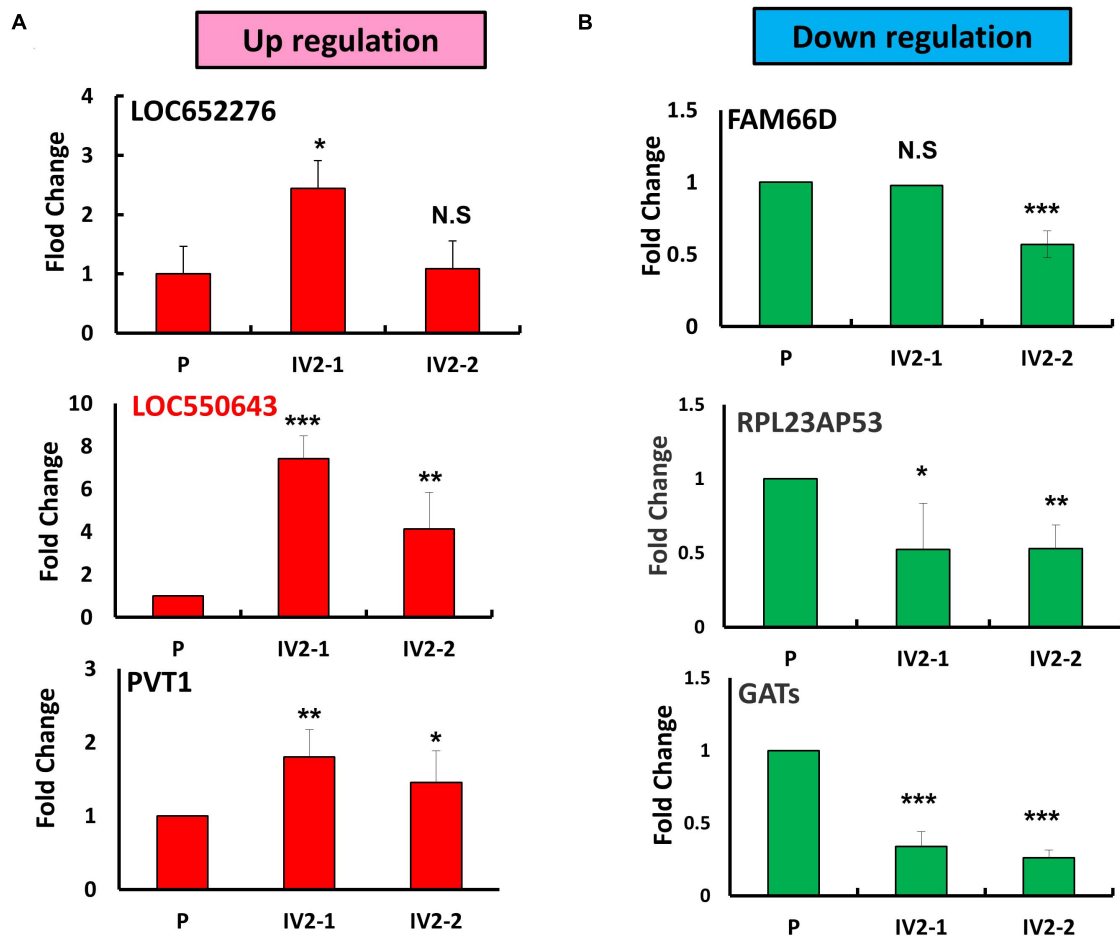 A
Up regulation
LOC652276
Flod Change
4
3
2
1
0
*
N.S
P IV2-1 IV2-2
LOC550643
Fold Change
10
8
6
4
2
0
***
**
P IV2-1 IV2-2
PVT1
Fold Change
3
2
1
0
**
*
P IV2-1 IV2-2
B
Down regulation
FAM66D
Fold Change
1.5
1
0.5
0
N.S
***
P IV2-1 IV2-2
RPL23AP53
Fold Change
1.5
1
0.5
0
*
**
P IV2-1 IV2-2
GATs
Fold Change
1.5
1
0.5
0
***
***
P IV2-1 IV2-2